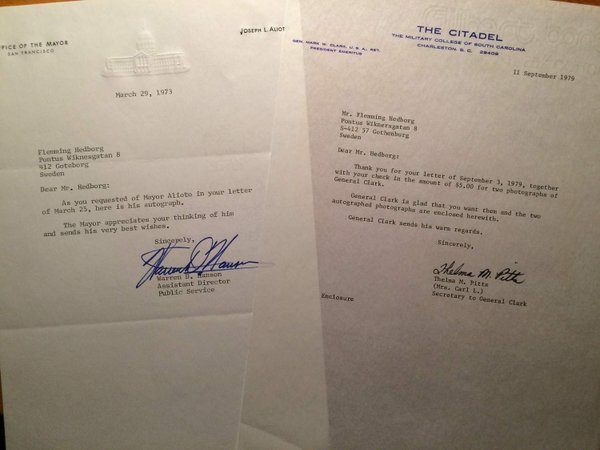 OFFICE OF THE MAYOR
SAN FRANCISCO
JOSEPH L. ALIOT
March 29, 1973
Flemming Hedborg
Pontus Wiknesgatan 8
412 Goteborg
Sweden
Dear Mr. Hedborg:
As you requested of Mayor Alioto in your letter
of March 25, here is his autograph.
The Mayor appreciates your thinking of him
and sends his very best wishes.
Sincerely,
Warren D. Hanson
Warren D. Hanson
Assistant Director
Public Service
THE CITADEL
THE MILITARY COLLEGE OF SOUTH CAROLINA
CHARLESTON, S. C. 29409
GEN. MARK W. CLARK, U. S. A., RET.
PRESIDENT EMERITUS
11 September 1979
Mr. Flemming Hedborg
Pontus Wiknersgatan 8
S-412 57 Gothenburg
Sweden
Dear Mr. Hedborg:
Thank you for your letter of September 3, 1979, together
with your check in the amount of $5.00 for two photographs of
General Clark.
General Clark is glad that you want them and the two
autographed photographs are enclosed herewith.
General Clark sends his warm regards.
Sincerely,
Thelma M. Pitts
Thelma M. Pitts
(Mrs. Carl L.)
Secretary to General Clark
Enclosure